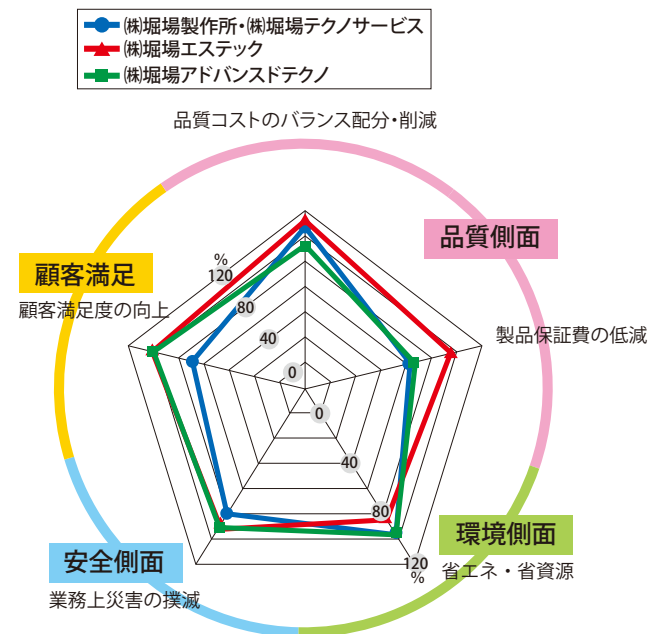 ㈱堀場製作所・㈱堀場テクノサービス
㈱堀場エステック
㈱堀場アドバンスドテクノ
品質コストのバランス配分・削減
品質側面
顧客満足
顧客満足度の向上
製品保証費の低減
%
120
80
40
0
0
40
80
120
%
環境側面
省エネ・省資源
安全側面
業務上災害の撲滅